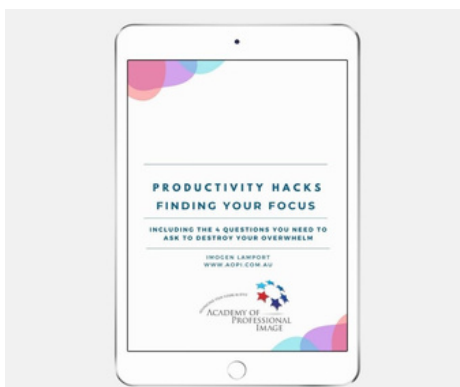 PRODUCTIVITY HACKS
FINDING YOUR FOCUS
INCLUDING THE 4 QUESTIONS YOU NEED TO
ASK TO DESTROY YOUR OVERWHELM
IMOGEN LAMPORT
WWW.AOPI.COM.AU
ACADEMY OF
PROFESSIONAL
IMAGE